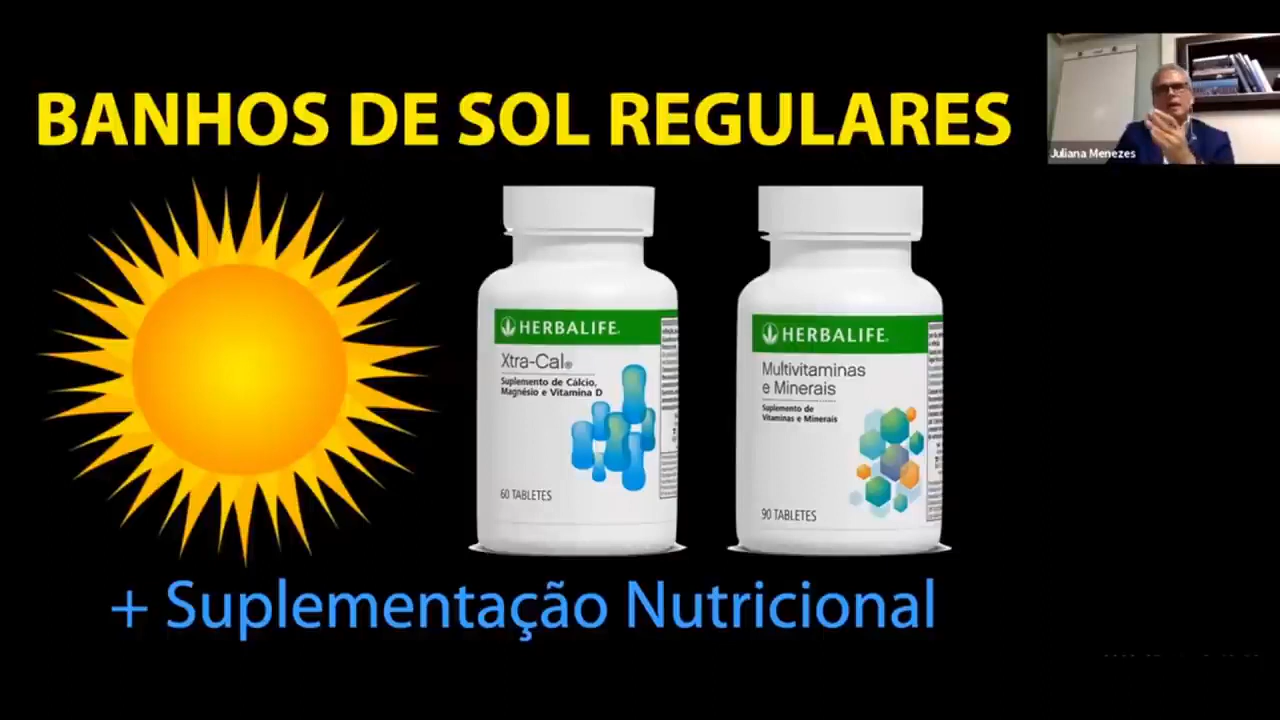 BANHOS DE SOL REGULARES
Juliana Menezes
HERBALIFE.
Xtra-Cal®
Suplemento de Cálcio,
Magnésio e Vitamina D
60 TABLETES
HERBALIFE.
Multivitaminas
e Minerais
Suplemento de
Vitaminas e Minerais
90 TABLETES
+ Suplementação Nutricional